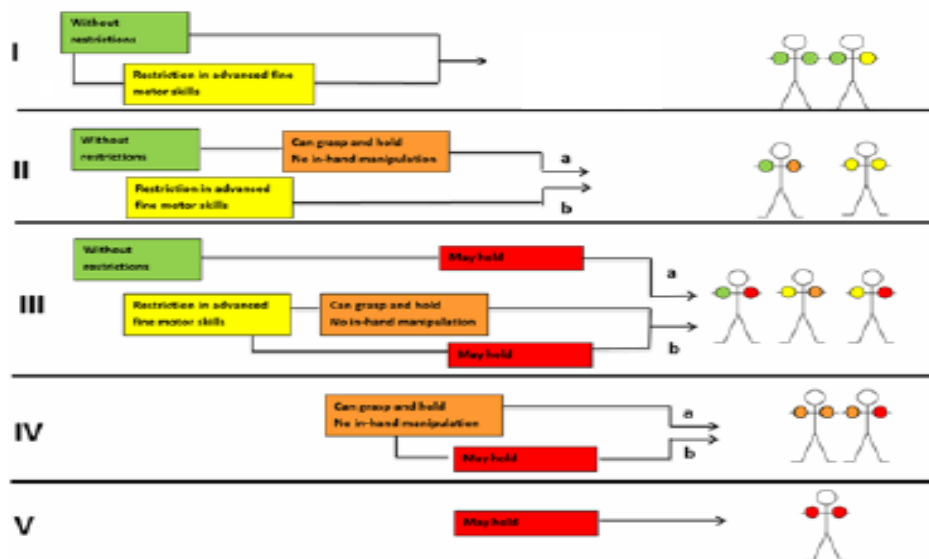 I
Without
restrictions
Restriction in advanced fine
motor skills
II
Without
restrictions
Can grasp and hold
No in-hand manipulation
a
Restriction in advanced
fine motor skills
b
III
Without
restrictions
May hold
a
Restriction in advanced
fine motor skills
Can grasp and hold
No in-hand manipulation
May hold
b
IV
Can grasp and hold
No in-hand manipulation
a
May hold
b
V
May hold